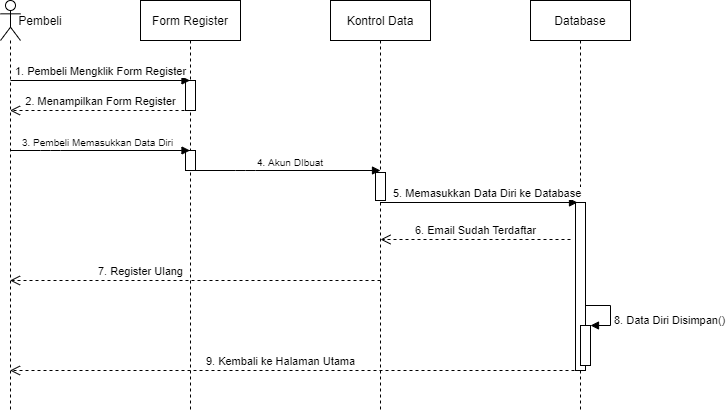 Pembeli
Form Register
Kontrol Data
Database
1. Pembeli Mengklik Form Register
2. Menampilkan Form Register
3. Pembeli Memasukkan Data Diri
4. Akun DIbuat
5. Memasukkan Data Diri ke Database
6. Email Sudah Terdaftar
7. Register Ulang
8. Data Diri Disimpan()
9. Kembali ke Halaman Utama